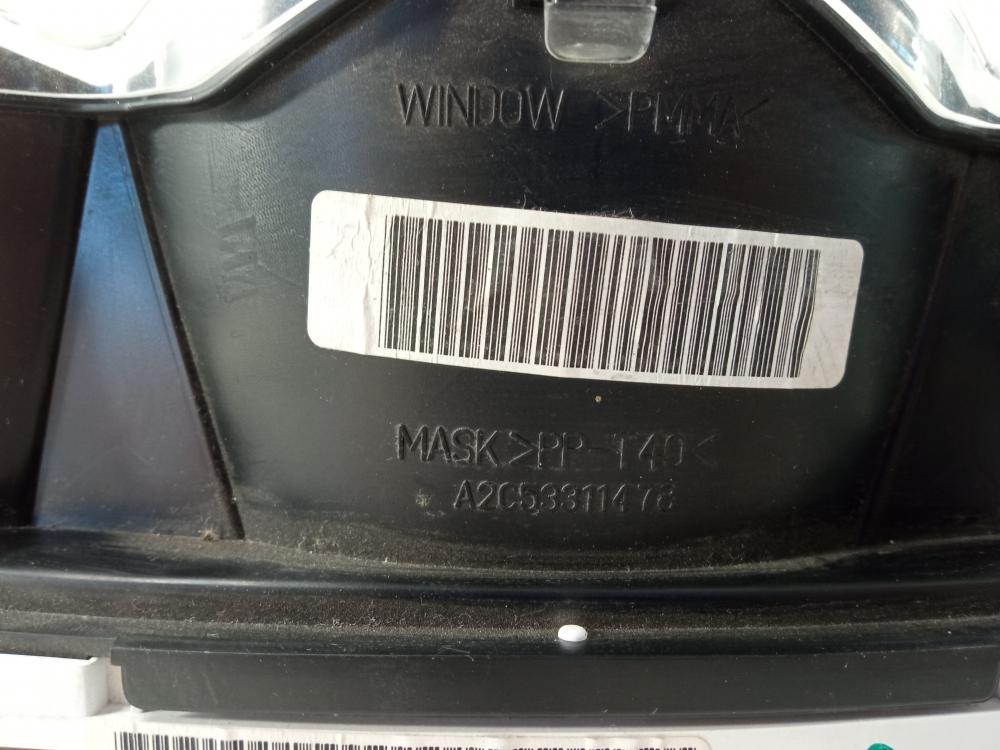 WINDOW >PMMA<
MASK >PP-T40<
A2C53311478